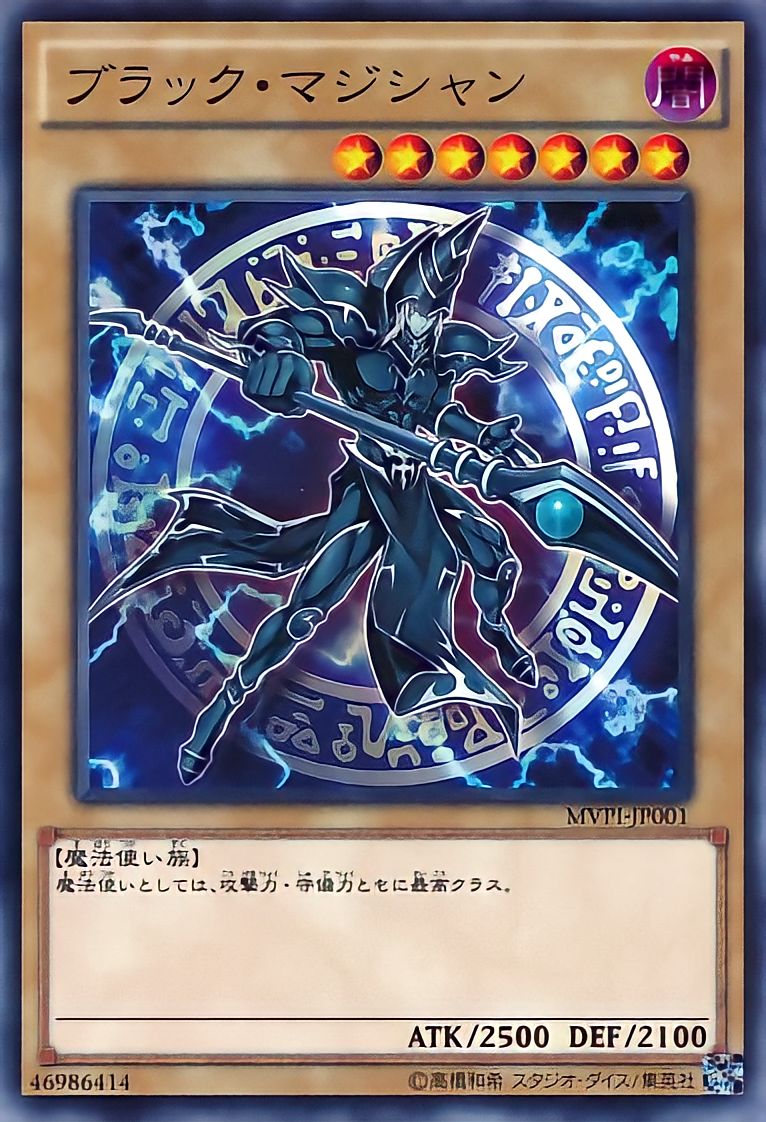 ブラック・マジシャン
闇
MVP1-JP001
【魔法使い族】
魔法使いとしては、攻撃力・守備力ともに最高クラス。
ATK/2500 DEF/2100
46986414
©高橋和希 スタジオ・ダイス/集英社